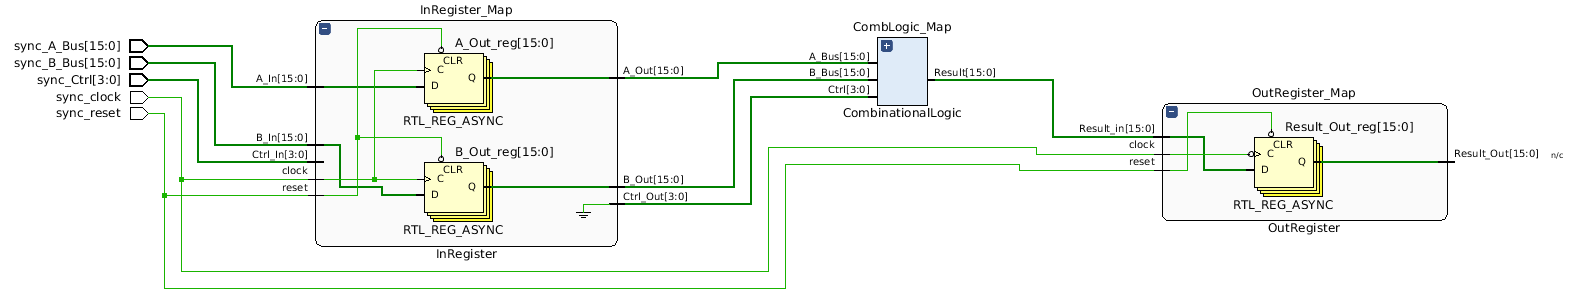 InRegister_Map
sync_A_Bus[15:0]
sync_B_Bus[15:0]
sync_Ctrl[3:0]
sync_clock
sync_reset
A_In[15:0]
B_In[15:0]
Ctrl_In[3:0]
clock
reset
A_Out_reg[15:0]
CLR
C
Q
D
RTL_REG_ASYNC
B_Out_reg[15:0]
CLR
C
Q
D
RTL_REG_ASYNC
A_Out[15:0]
B_Out[15:0]
Ctrl_Out[3:0]
InRegister
CombLogic_Map
A_Bus[15:0]
B_Bus[15:0]
Ctrl[3:0]
Result[15:0]
CombinationalLogic
OutRegister_Map
Result_in[15:0]
clock
reset
Result_Out_reg[15:0]
CLR
C
Q
D
RTL_REG_ASYNC
Result_Out[15:0] n/c
OutRegister